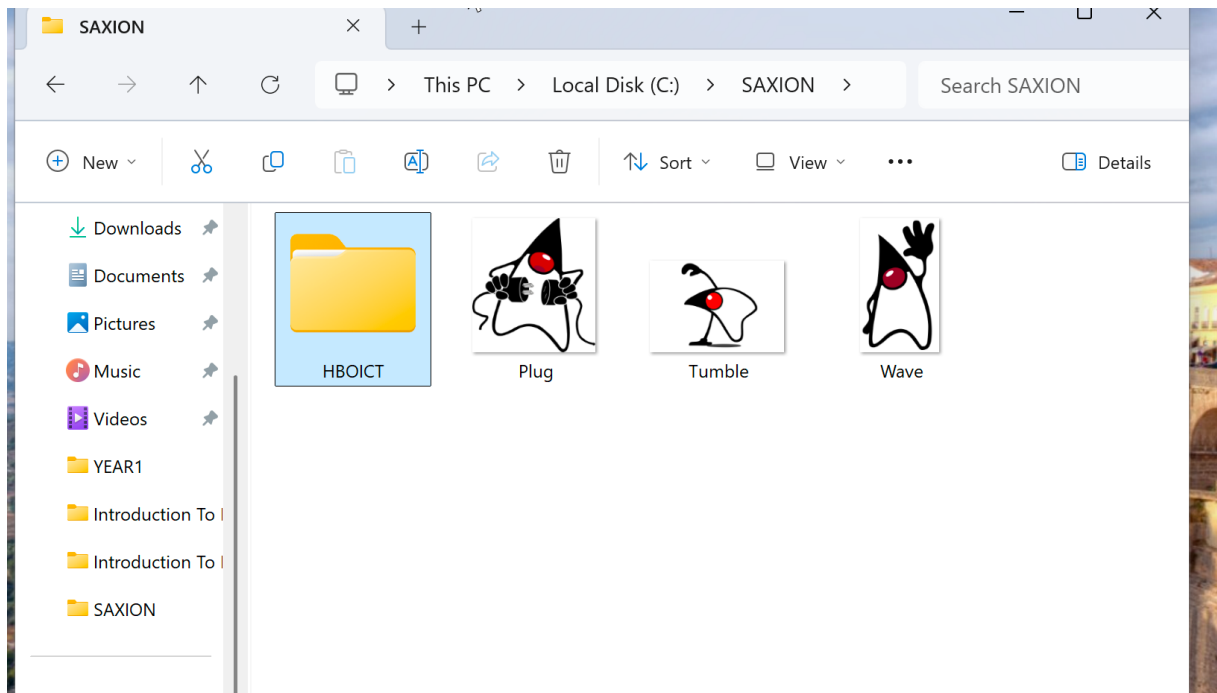 SAXION
This PC > Local Disk (C:) > SAXION >
Search SAXION
New
Sort
View
Details
Downloads
Documents
Pictures
Music
Videos
YEAR1
Introduction To
Introduction To
SAXION
HBOICT
Plug
Tumble
Wave